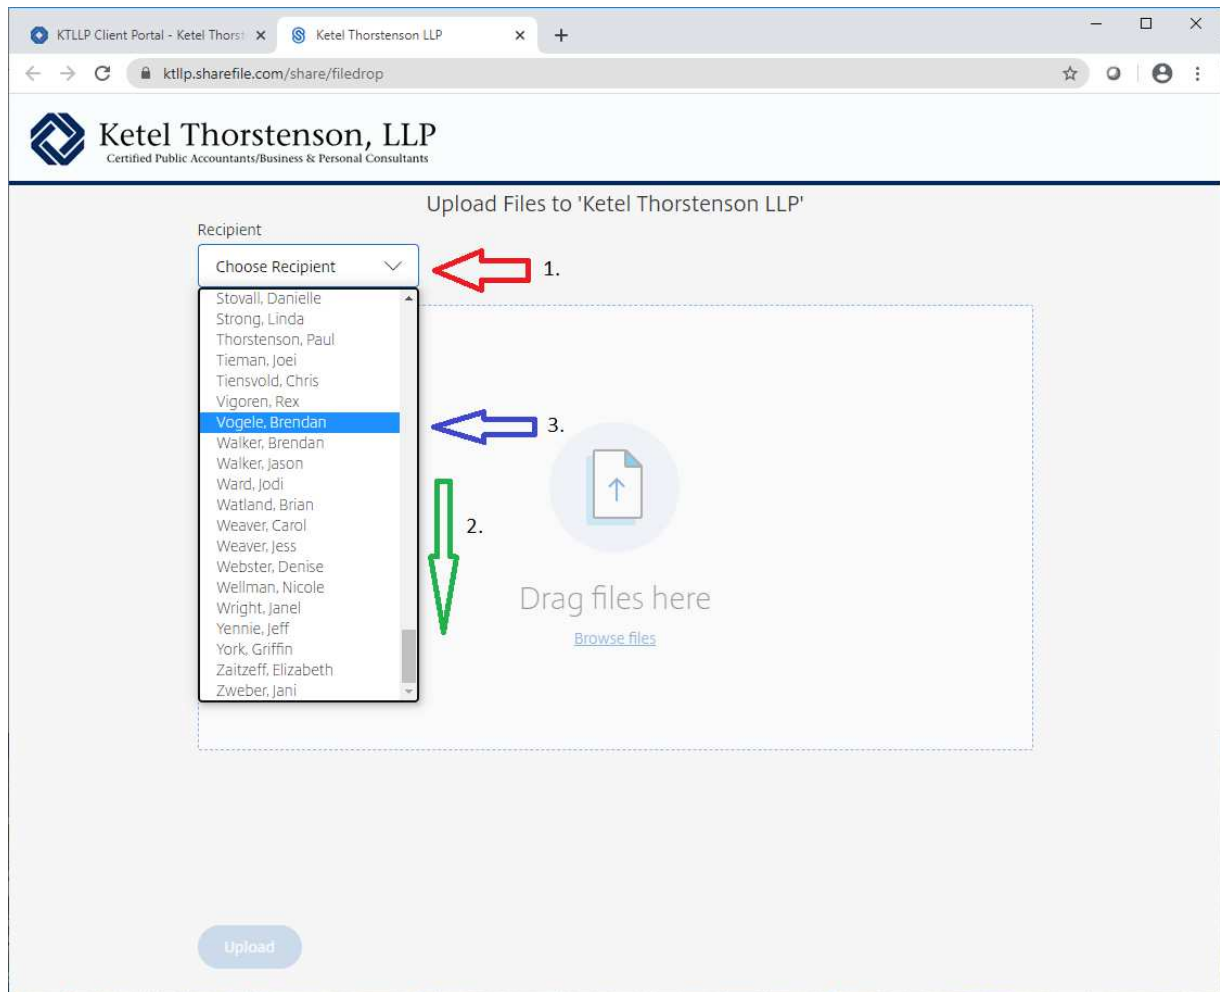 KTLLP Client Portal - Ketel Thorst
Ketel Thorstenson LLP
ktllp.sharefile.com/share/filedrop
Ketel Thorstenson, LLP
Certified Public Accountants/Business & Personal Consultants
Upload Files to 'Ketel Thorstenson LLP'
Recipient
Choose Recipient
1.
Stovall, Danielle
Strong, Linda
Thorstenson, Paul
Tieman, Joei
Tiensvold, Chris
Vigoren, Rex
Vogele, Brendan
3.
Walker, Brendan
Walker, Jason
Ward, Jodi
Watland, Brian
Weaver, Carol
2.
Weaver, Jess
Webster, Denise
Wellman, Nicole
Wright, Janel
Yennie, Jeff
York, Griffin
Zaitzeff, Elizabeth
Zweber, Jani
Drag files here
Browse files
Upload